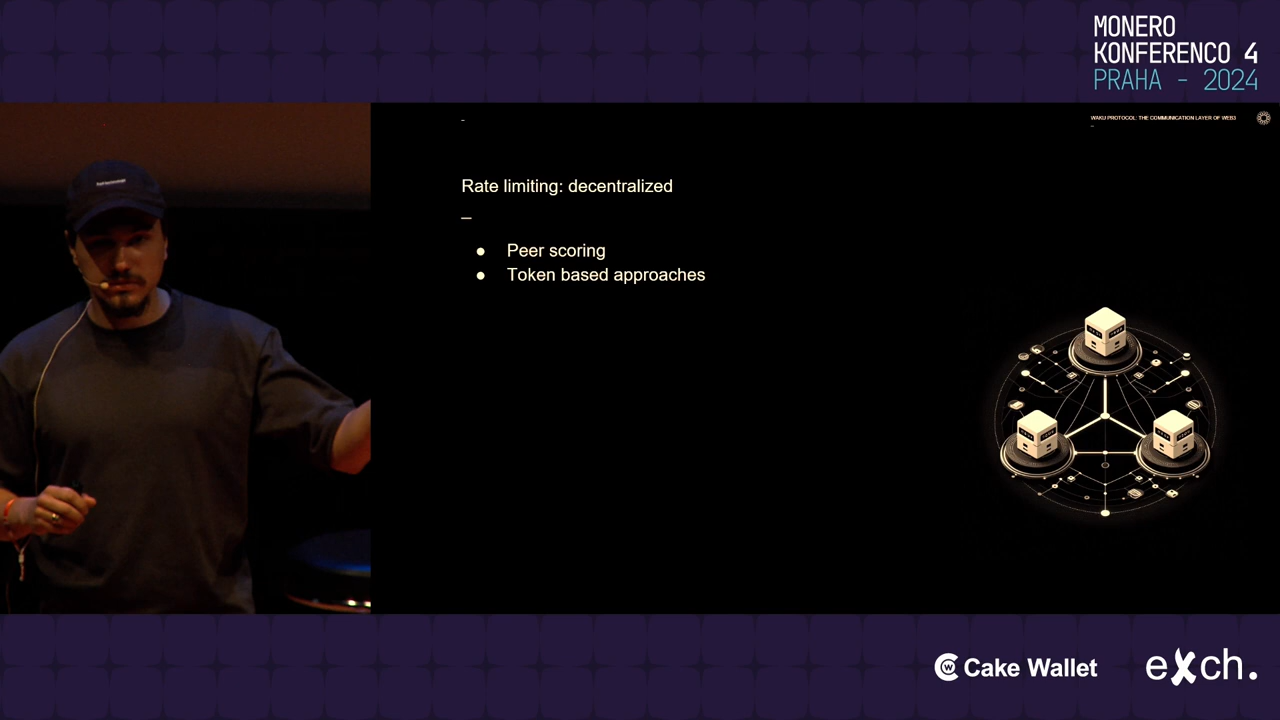 MONERO
KONFERENCO 4
PRAHA - 2024
WAKU PROTOCOL: THE COMMUNICATION LAYER OF WEB3
Rate limiting: decentralized
–
● Peer scoring
● Token based approaches
Cake Wallet
exch.